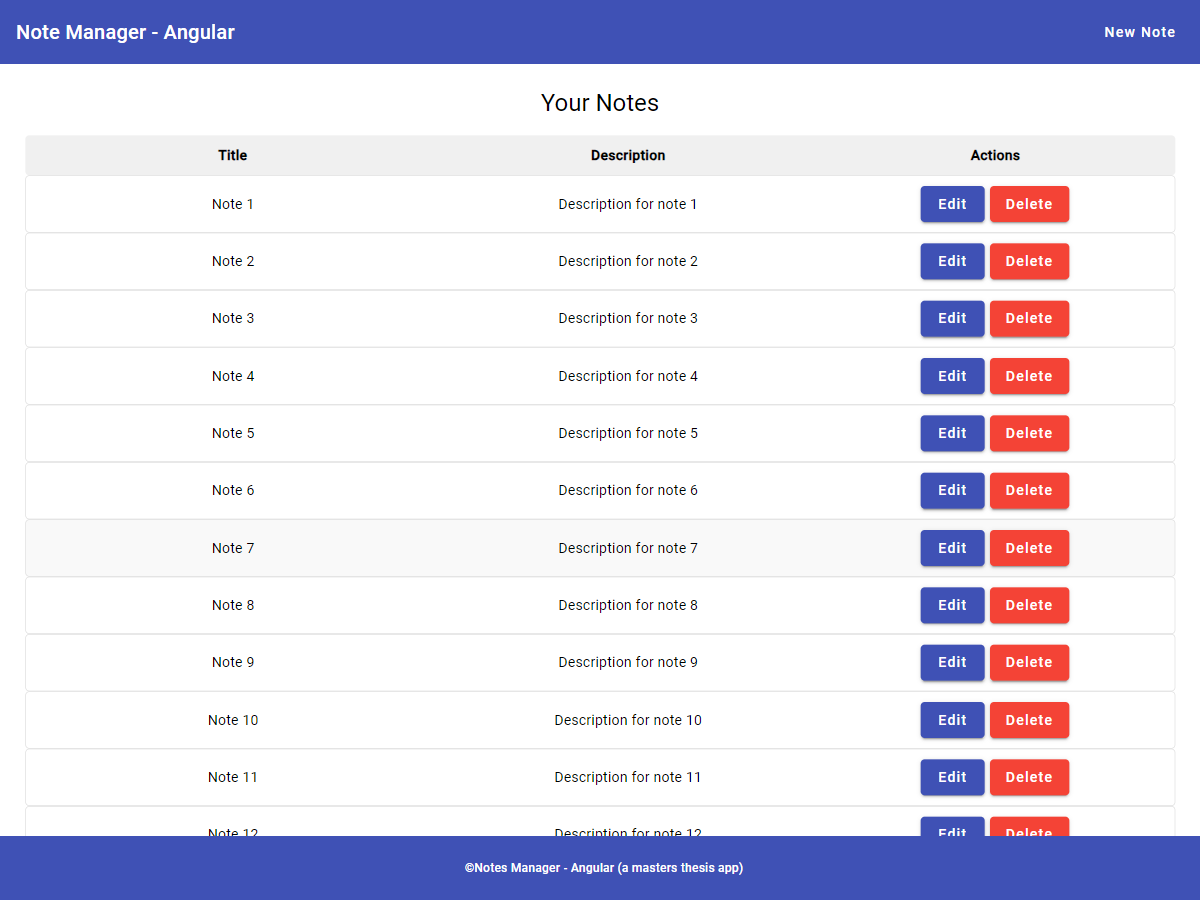 Note Manager - Angular New Note
Your Notes
Title Description Actions
Note 1 Description for note 1 Edit Delete
Note 2 Description for note 2 Edit Delete
Note 3 Description for note 3 Edit Delete
Note 4 Description for note 4 Edit Delete
Note 5 Description for note 5 Edit Delete
Note 6 Description for note 6 Edit Delete
Note 7 Description for note 7 Edit Delete
Note 8 Description for note 8 Edit Delete
Note 9 Description for note 9 Edit Delete
Note 10 Description for note 10 Edit Delete
Note 11 Description for note 11 Edit Delete
Note 12 Description for note 12 Edit Delete
©Notes Manager - Angular (a masters thesis app)